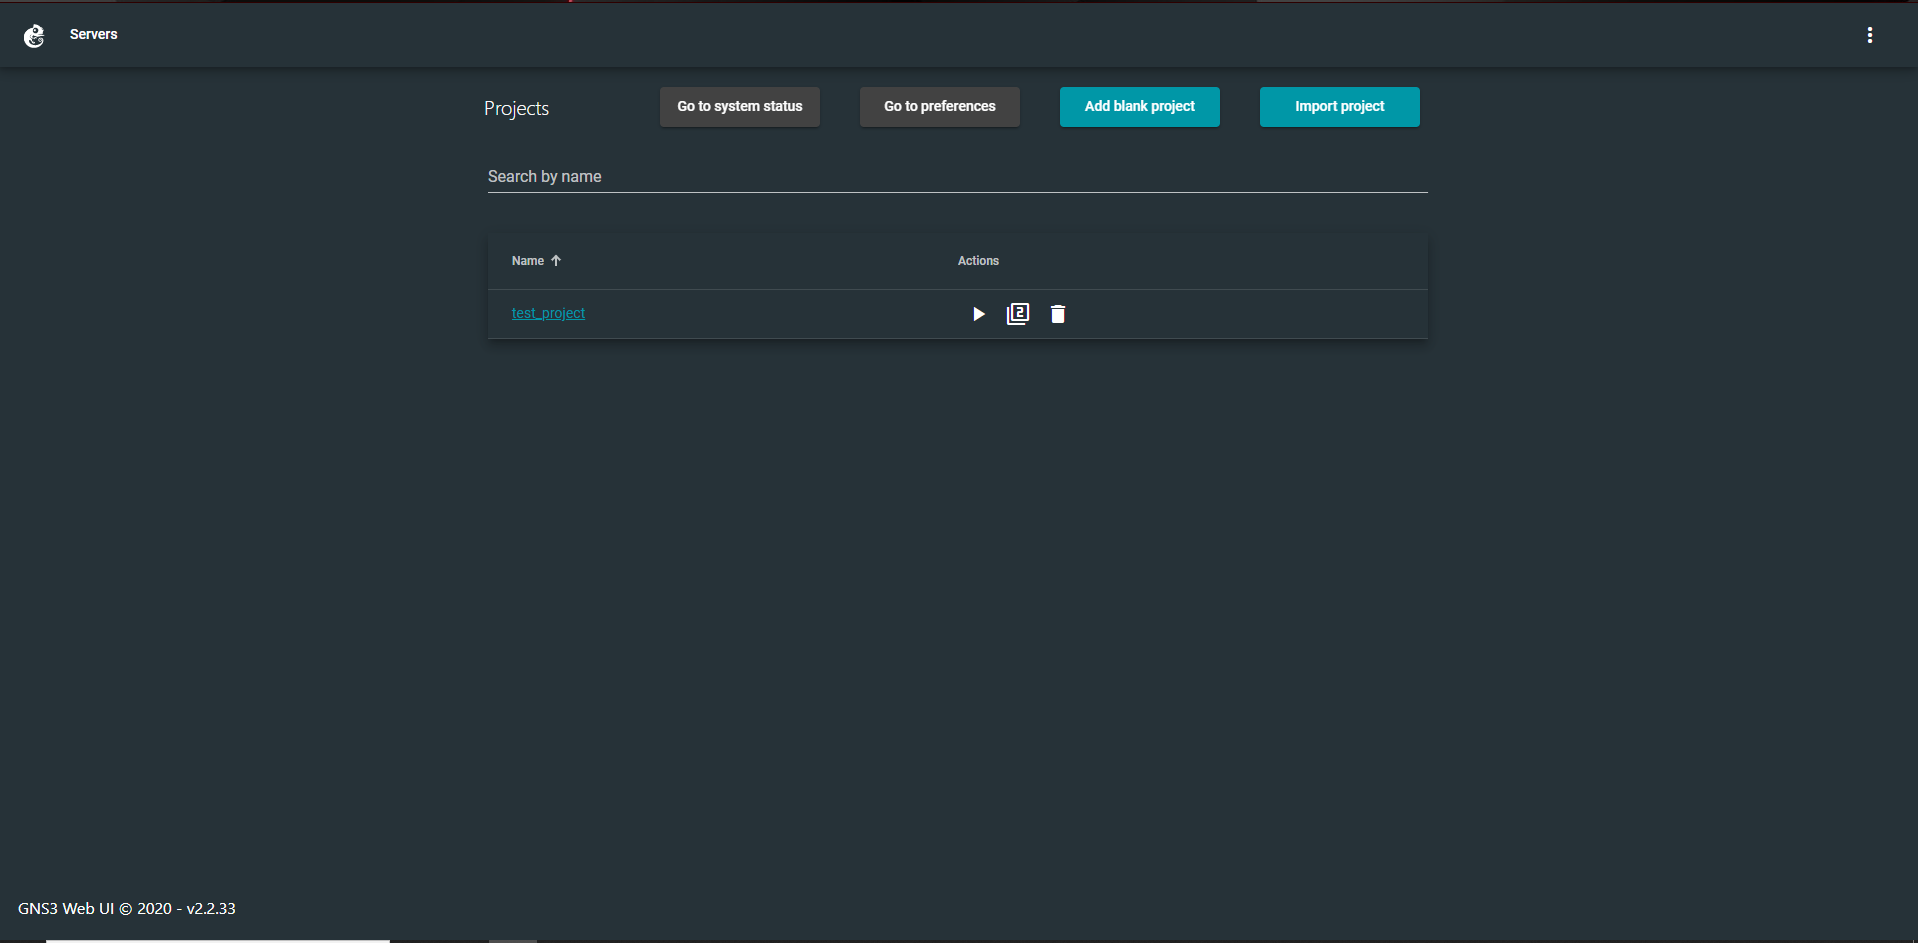 Servers
Projects
Go to system status
Go to preferences
Add blank project
Import project
Search by name
Name
Actions
test_project
2
GNS3 Web UI © 2020 - v2.2.33